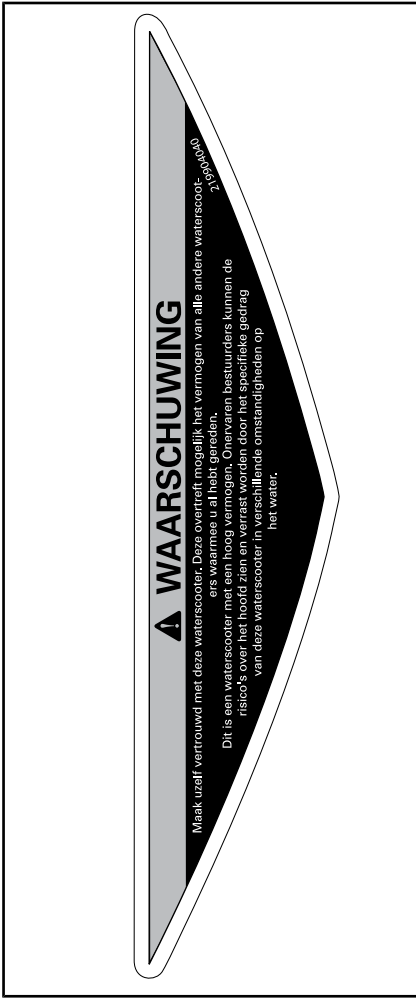 WAARSCHUWING
Maak uzelf vertrouwd met deze waterscooter. Deze overtreft mogelijk het vermogen van alle andere waterscoot-
ers waarmee u al hebt gereden.
Dit is een waterscooter met een hoog vermogen. Onervaren bestuurders kunnen de
risico's over het hoofd zien en verrast worden door het specifieke gedrag
van deze waterscooter in verschillende omstandigheden op
het water.
219904040